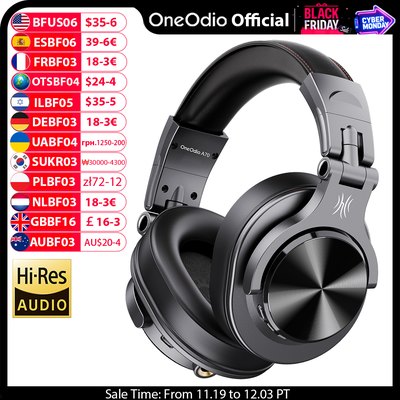 OneOdio Official
BLACK
FRIDAY
CYBER
MONDAY
BFUS06 $35-6
ESBF06 39-6€
FRBF03 18-3€
OTSBF04 $24-4
ILBF05 $35-5
DEBF03 18-3€
UABF04 грн.1250-200
SUKR03 ₩30000-4300
PLBF03 zł72-12
NLBF03 18-3€
GBBF16 £16-3
AUBF03 AU$20-4
OneOdio A70
Hi-Res
AUDIO
Sale Time: From 11.19 to 12.03 PT